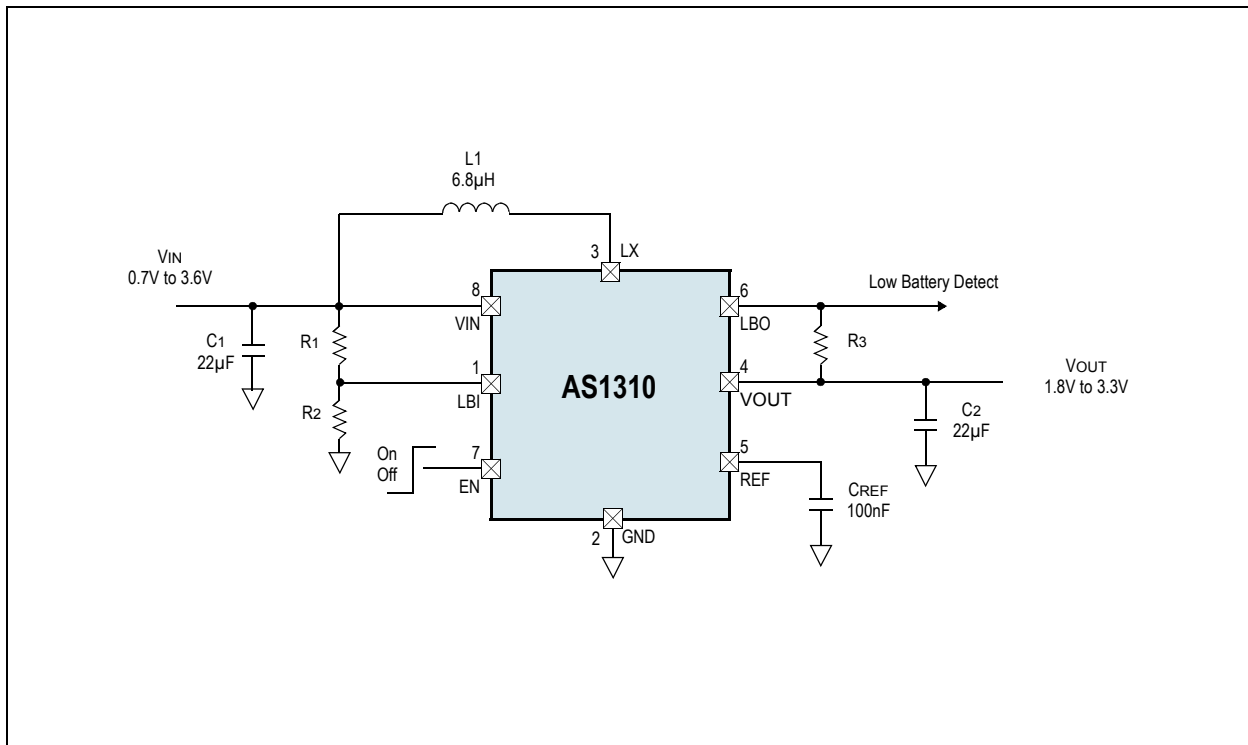 L1
6.8µH
3
LX
VIN
0.7V to 3.6V
8
VIN
6
LBO
Low Battery Detect
C1
22µF
R1
R3
1
LBI
AS1310
4
VOUT
VOUT
1.8V to 3.3V
R2
C2
22µF
On
Off
7
EN
5
REF
CREF
100nF
2
GND